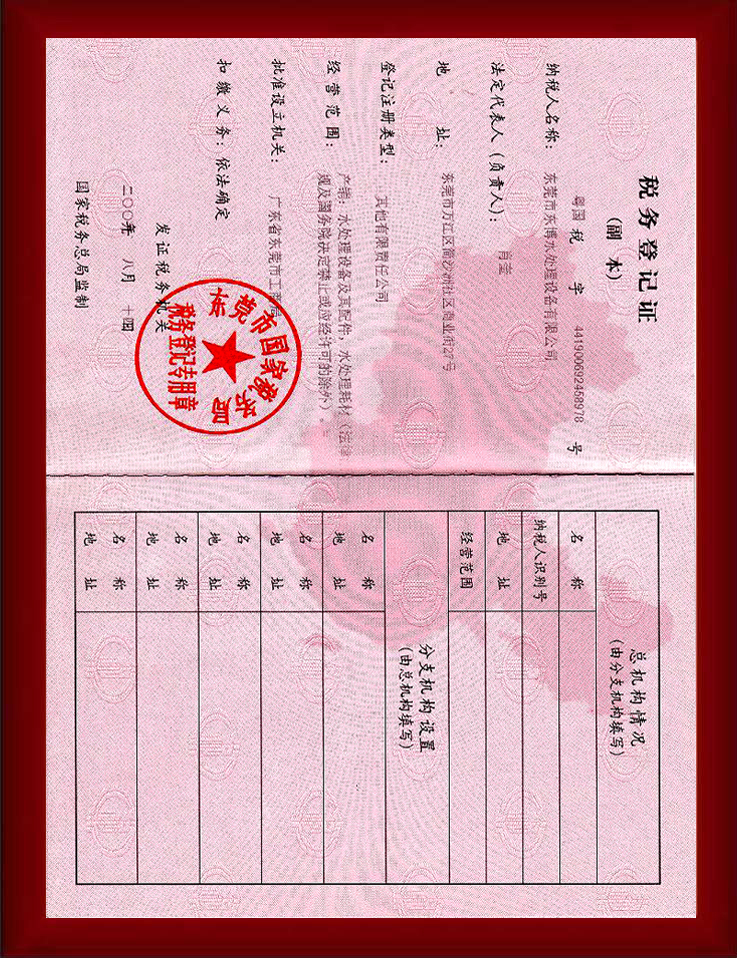 税务登记证
(副 本)
粤国 税 字 441900692458978 号
纳税人名称： 东莞市东博水处理设备有限公司
法定代表人（负责人）：
地 址： 东莞市万江区简沙洲社区商业街27号
登记注册类型： 其他有限责任公司
经营范围： 产销：水处理设备及其配件，水处理耗材（法律
规及国务院决定禁止或应经许可的除外）。
批准设立机关： 广东省东莞市工商局
扣缴义务：依法确定
发证税务机关
二○○ 年 八月 十四
国家税务总局监制
东莞市国家税务局
税务登记专用章
总机构情况
(由分支机构填写)
名 称
纳税人识别号
地 址
经营范围
分支机构设置
(由总机构填写)
名 称
地 址
名 称
地 址
名 称
地 址
名 称
地 址
名 称
地 址